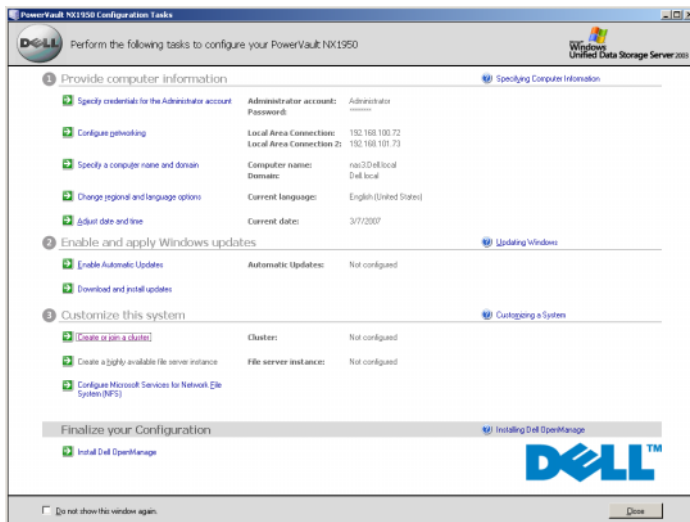 PowerVault NX1950 Configuration Tasks
DELL
Perform the following tasks to configure your PowerVault NX1950
Windows
Unified Data Storage Server 2003
1 Provide computer information
Specifying Computer Information
Specify credentials for the Administrator account
Administrator account: Administrator
Password: ********
Configure networking
Local Area Connection: 192.168.100.72
Local Area Connection 2: 192.168.101.73
Specify a computer name and domain
Computer name: nas3.Dell.local
Domain: Dell.local
Change regional and language options
Current language: English (United States)
Adjust date and time
Current date: 3/7/2007
2 Enable and apply Windows updates
Updating Windows
Enable Automatic Updates
Automatic Updates: Not configured
Download and install updates
3 Customize this system
Customizing a System
Create or join a cluster
Cluster: Not configured
Create a highly available file server instance
File server instance: Not configured
Configure Microsoft Services for Network File
System (NFS)
Finalize your Configuration
Installing Dell OpenManage
Install Dell OpenManage
DELL™
Do not show this window again.
Close